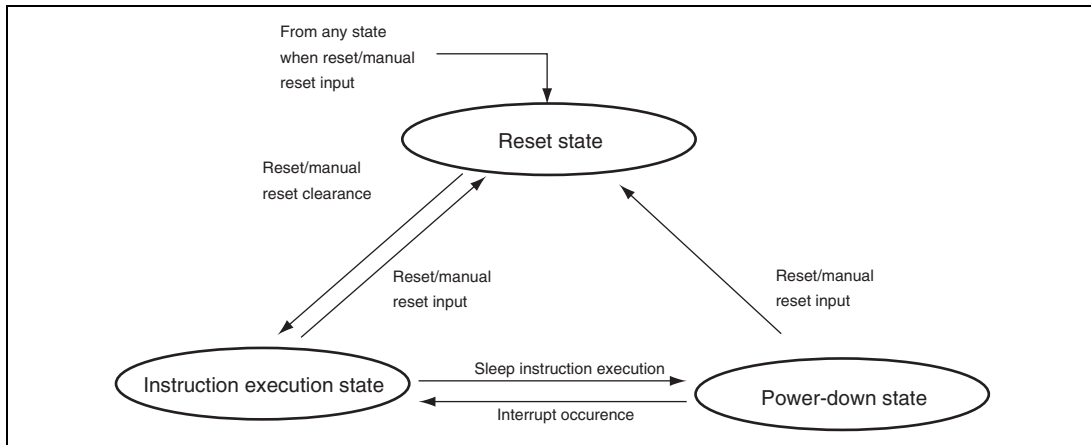 From any state
when reset/manual
reset input
Reset state
Reset/manual
reset clearance
Reset/manual
reset input
Reset/manual
reset input
Instruction execution state
Sleep instruction execution
Interrupt occurence
Power-down state